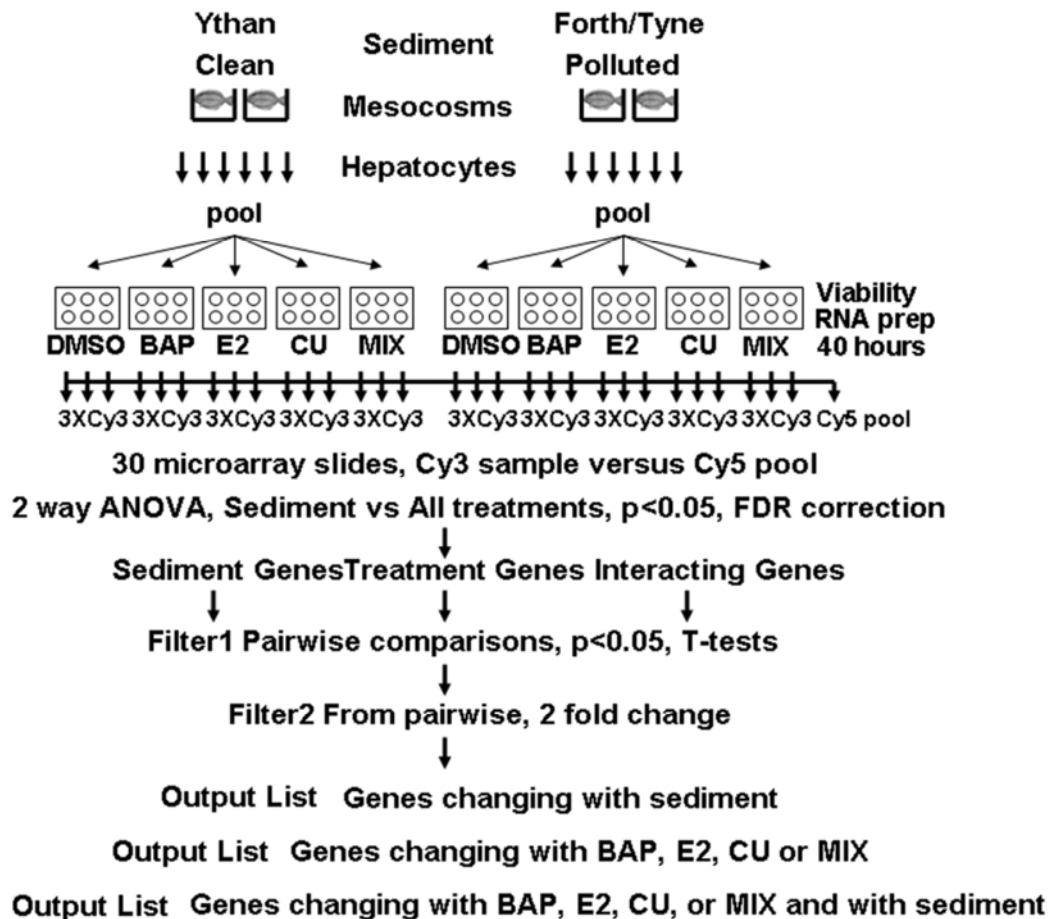 Ythan Sediment Forth/Tyne
Clean Polluted
Mesocosms
Hepatocytes
pool pool
Viability
RNA prep
DMSO BAP E2 CU MIX DMSO BAP E2 CU MIX 40 hours
3XCy3 3XCy3 3XCy3 3XCy3 3XCy3 3XCy3 3XCy3 3XCy3 3XCy3 3XCy3 Cy5 pool
30 microarray slides, Cy3 sample versus Cy5 pool
2 way ANOVA, Sediment vs All treatments, p<0.05, FDR correction
Sediment GenesTreatment Genes Interacting Genes
Filter1 Pairwise comparisons, p<0.05, T-tests
Filter2 From pairwise, 2 fold change
Output List Genes changing with sediment
Output List Genes changing with BAP, E2, CU or MIX
Output List Genes changing with BAP, E2, CU, or MIX and with sediment